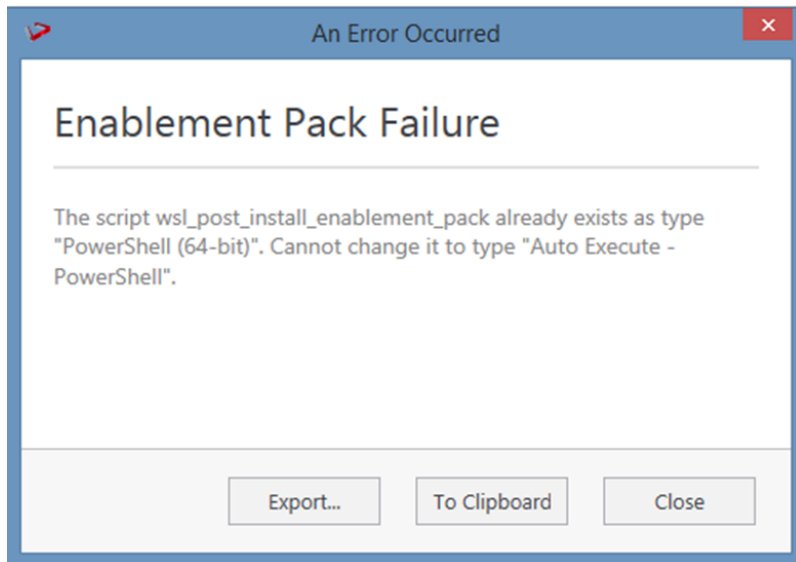 An Error Occurred
Enablement Pack Failure
The script wsl_post_install_enablement_pack already exists as type
"PowerShell (64-bit)". Cannot change it to type "Auto Execute -
PowerShell".
Export... To Clipboard Close